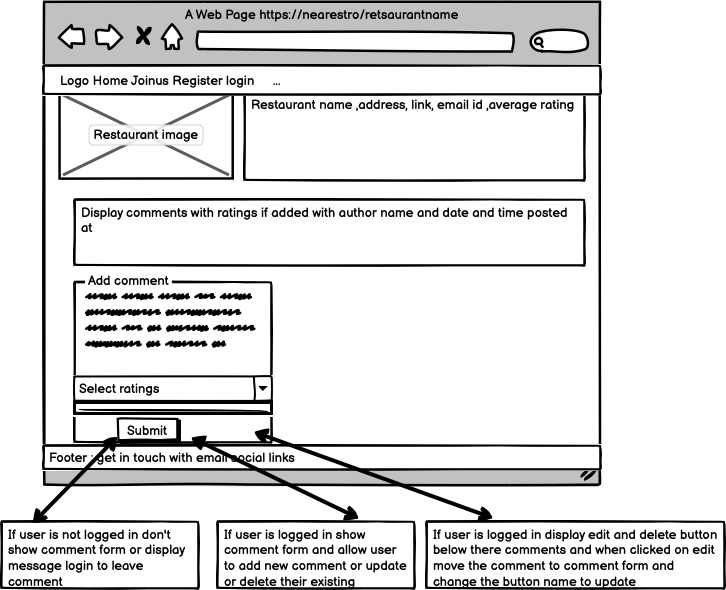 A Web Page https://nearestro/retsaurantname
Logo Home Joinus Register login ...
Restaurant image
Restaurant name ,address, link, email id ,average rating
Display comments with ratings if added with author name and date and time posted
at
Add comment
Select ratings
Submit
Footer : get in touch with email social links
If user is not logged in don't
show comment form or display
message login to leave
comment
If user is logged in show
comment form and allow user
to add new comment or update
or delete their existing
If user is logged in display edit and delete button
below there comments and when clicked on edit
move the comment to comment form and
change the button name to update